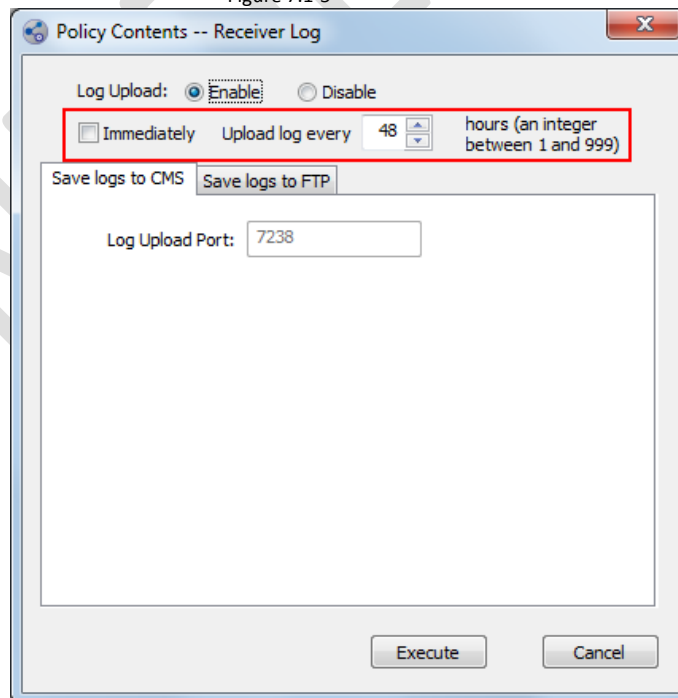 Policy Contents -- Receiver Log
Log Upload: Enable Disable
Immediately Upload log every 48 hours (an integer
between 1 and 999)
Save logs to CMS Save logs to FTP
Log Upload Port: 7238
Execute Cancel